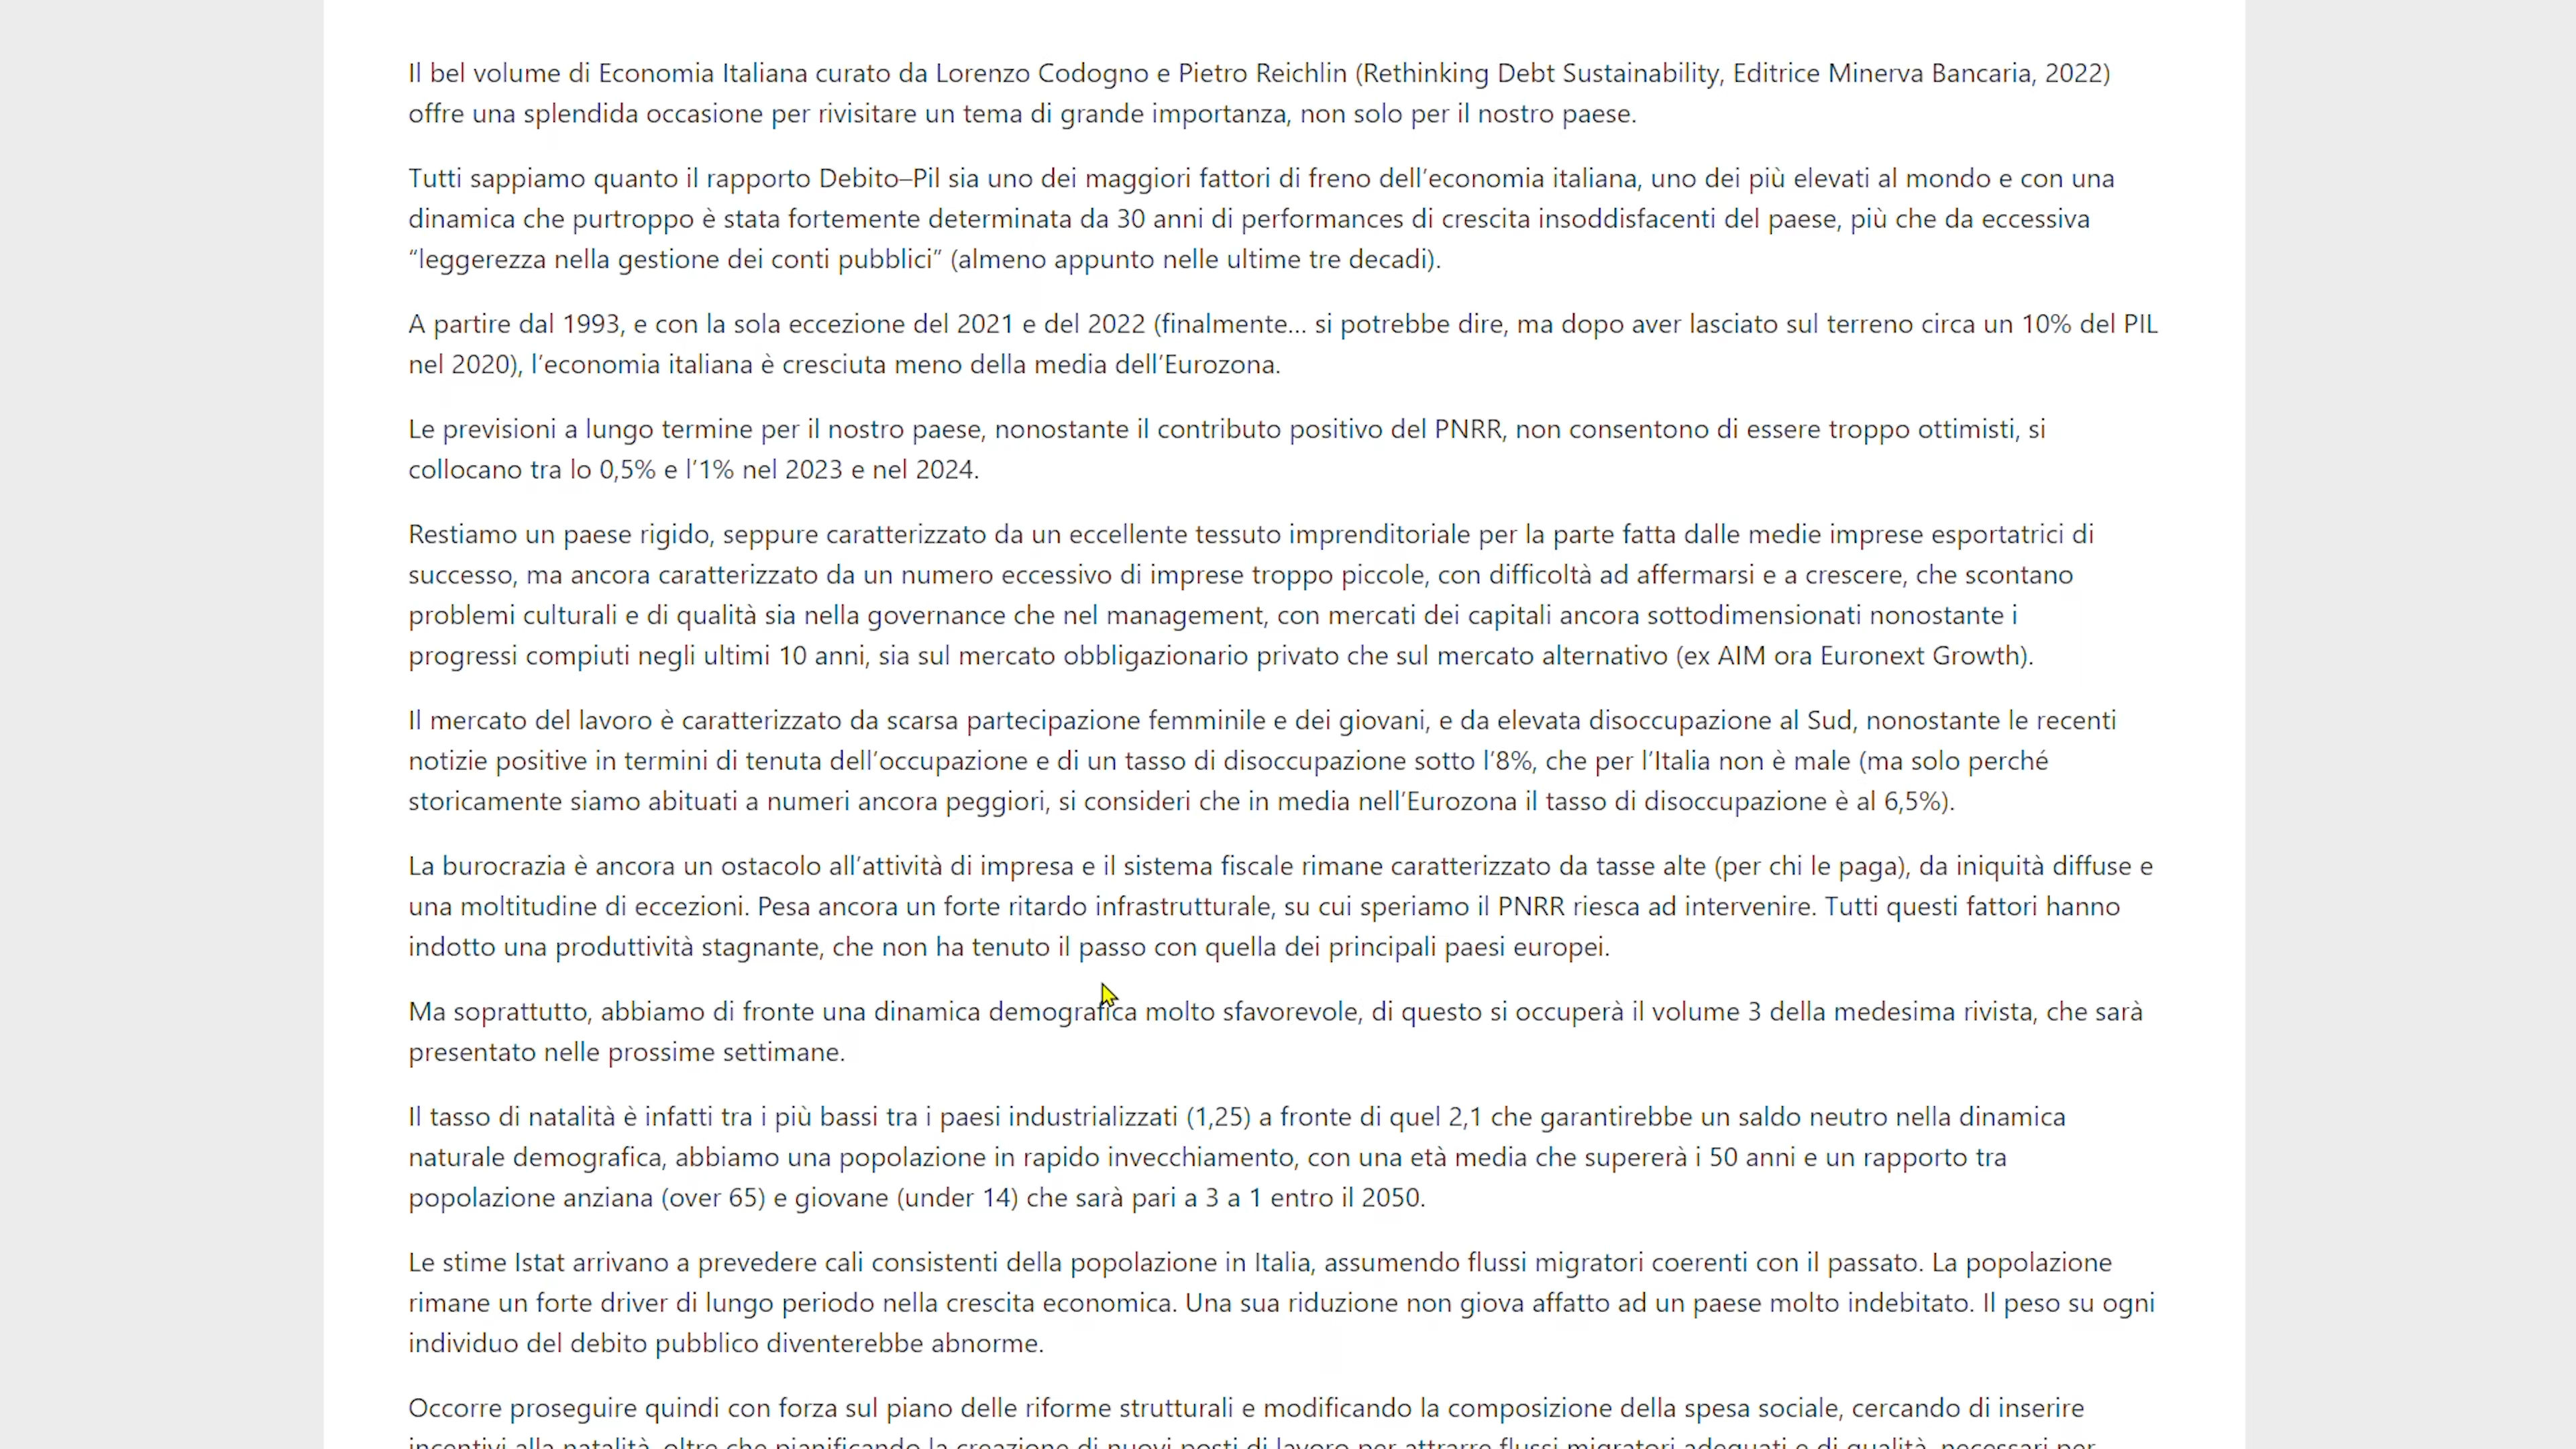 Il bel volume di Economia Italiana curato da Lorenzo Codogno e Pietro Reichlin (Rethinking Debt Sustainability, Editrice Minerva Bancaria, 2022)
offre una splendida occasione per rivisitare un tema di grande importanza, non solo per il nostro paese.
Tutti sappiamo quanto il rapporto Debito–Pil sia uno dei maggiori fattori di freno dell’economia italiana, uno dei più elevati al mondo e con una
dinamica che purtroppo è stata fortemente determinata da 30 anni di performances di crescita insoddisfacenti del paese, più che da eccessiva
“leggerezza nella gestione dei conti pubblici” (almeno appunto nelle ultime tre decadi).
A partire dal 1993, e con la sola eccezione del 2021 e del 2022 (finalmente… si potrebbe dire, ma dopo aver lasciato sul terreno circa un 10% del PIL
nel 2020), l’economia italiana è cresciuta meno della media dell’Eurozona.
Le previsioni a lungo termine per il nostro paese, nonostante il contributo positivo del PNRR, non consentono di essere troppo ottimisti, si
collocano tra lo 0,5% e l’1% nel 2023 e nel 2024.
Restiamo un paese rigido, seppure caratterizzato da un eccellente tessuto imprenditoriale per la parte fatta dalle medie imprese esportatrici di
successo, ma ancora caratterizzato da un numero eccessivo di imprese troppo piccole, con difficoltà ad affermarsi e a crescere, che scontano
problemi culturali e di qualità sia nella governance che nel management, con mercati dei capitali ancora sottodimensionati nonostante i
progressi compiuti negli ultimi 10 anni, sia sul mercato obbligazionario privato che sul mercato alternativo (ex AIM ora Euronext Growth).
Il mercato del lavoro è caratterizzato da scarsa partecipazione femminile e dei giovani, e da elevata disoccupazione al Sud, nonostante le recenti
notizie positive in termini di tenuta dell’occupazione e di un tasso di disoccupazione sotto l’8%, che per l’Italia non è male (ma solo perché
storicamente siamo abituati a numeri ancora peggiori, si consideri che in media nell’Eurozona il tasso di disoccupazione è al 6,5%).
La burocrazia è ancora un ostacolo all’attività di impresa e il sistema fiscale rimane caratterizzato da tasse alte (per chi le paga), da iniquità diffuse e
una moltitudine di eccezioni. Pesa ancora un forte ritardo infrastrutturale, su cui speriamo il PNRR riesca ad intervenire. Tutti questi fattori hanno
indotto una produttività stagnante, che non ha tenuto il passo con quella dei principali paesi europei.
Ma soprattutto, abbiamo di fronte una dinamica demografica molto sfavorevole, di questo si occuperà il volume 3 della medesima rivista, che sarà
presentato nelle prossime settimane.
Il tasso di natalità è infatti tra i più bassi tra i paesi industrializzati (1,25) a fronte di quel 2,1 che garantirebbe un saldo neutro nella dinamica
naturale demografica, abbiamo una popolazione in rapido invecchiamento, con una età media che supererà i 50 anni e un rapporto tra
popolazione anziana (over 65) e giovane (under 14) che sarà pari a 3 a 1 entro il 2050.
Le stime Istat arrivano a prevedere cali consistenti della popolazione in Italia, assumendo flussi migratori coerenti con il passato. La popolazione
rimane un forte driver di lungo periodo nella crescita economica. Una sua riduzione non giova affatto ad un paese molto indebitato. Il peso su ogni
individuo del debito pubblico diventerebbe abnorme.
Occorre proseguire quindi con forza sul piano delle riforme strutturali e modificando la composizione della spesa sociale, cercando di inserire
incentivi alla natalità, oltre che pianificando la creazione di nuovi posti di lavoro per attrarre flussi migratori adeguati e di qualità, necessari per